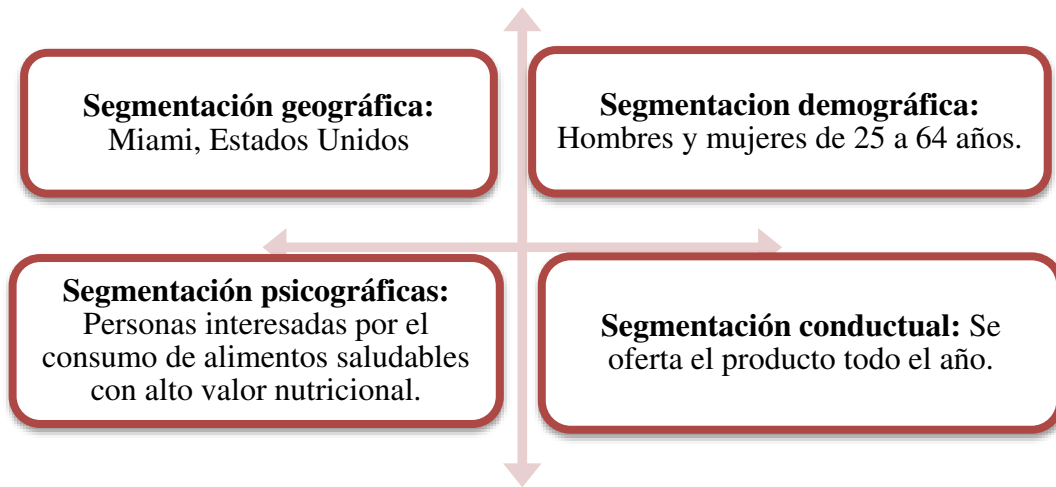 Segmentación geográfica:
Miami, Estados Unidos
Segmentacion demográfica:
Hombres y mujeres de 25 a 64 años.
Segmentación psicográficas:
Personas interesadas por el
consumo de alimentos saludables
con alto valor nutricional.
Segmentación conductual: Se
oferta el producto todo el año.